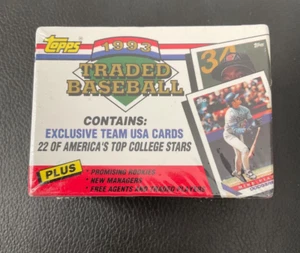 Topps
1993
TRADED
BASEBALL
CONTAINS:
EXCLUSIVE TEAM USA CARDS
22 OF AMERICA'S TOP COLLEGE STARS
PLUS
• PROMISING ROOKIES
• NEW MANAGERS
• FREE AGENTS AND TRADED PLAYERS
34